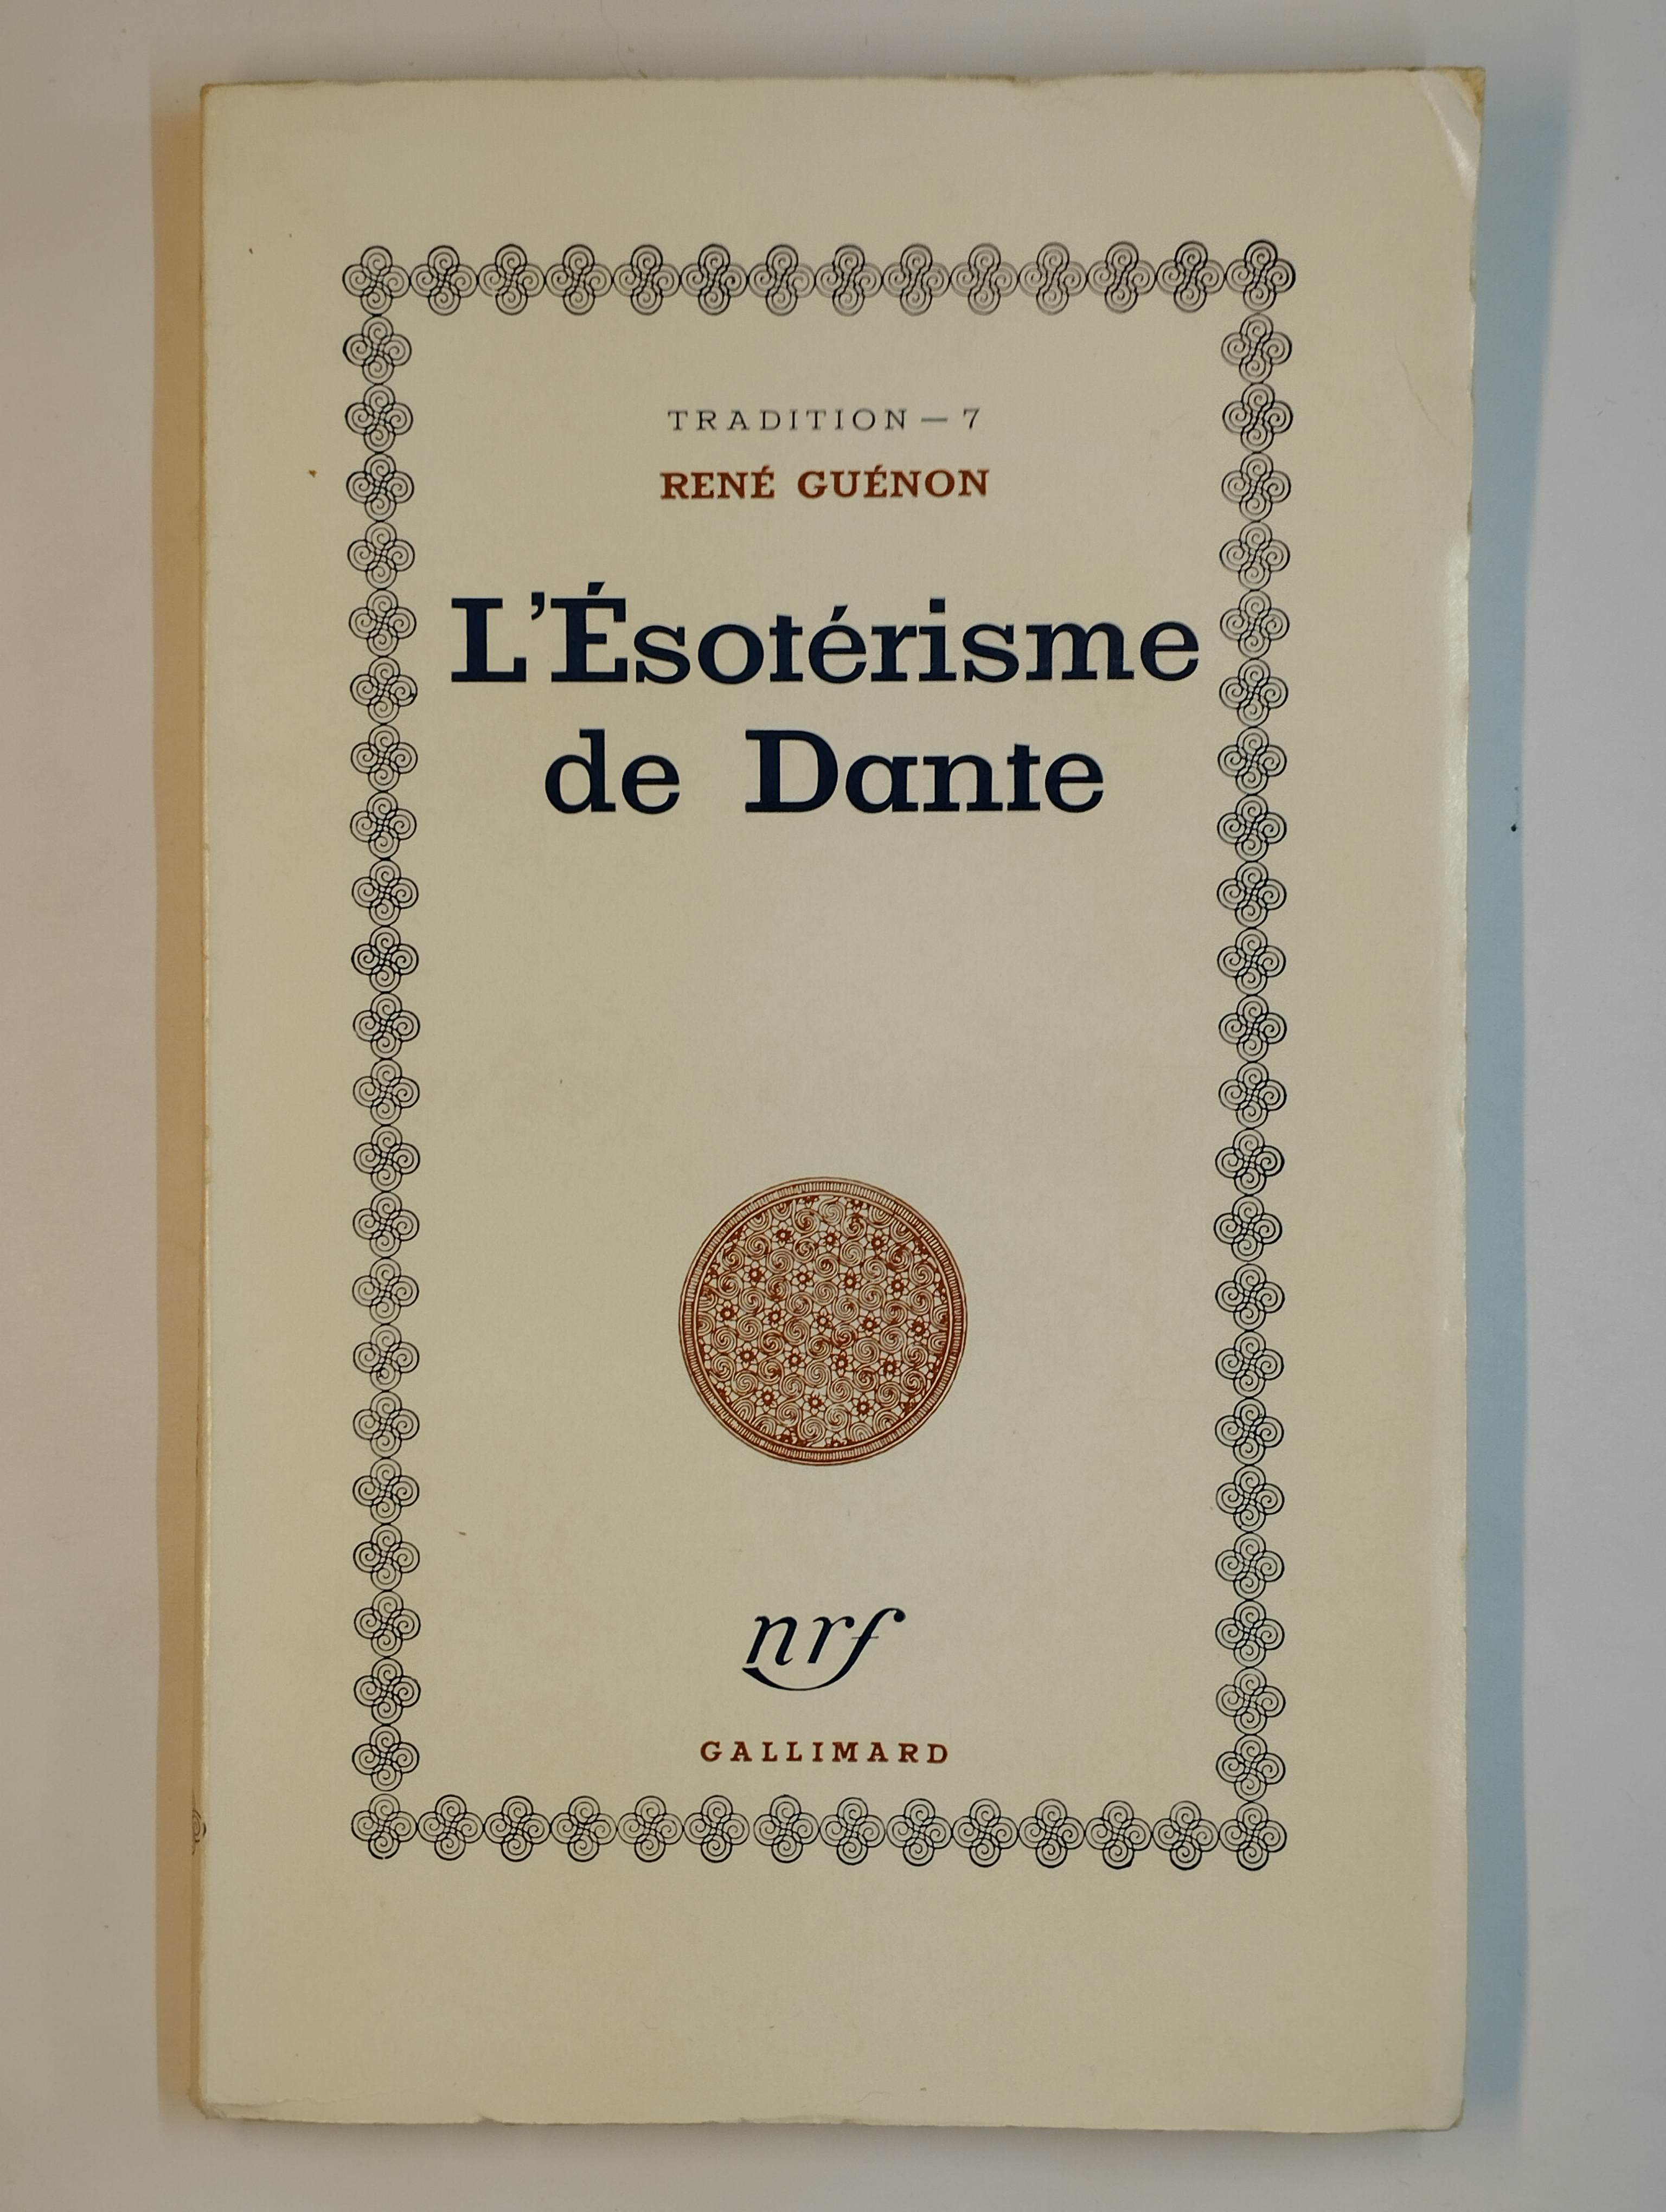 TRADITION — 7
RENÉ GUÉNON
L'Ésotérisme
de Dante
nrf
GALLIMARD